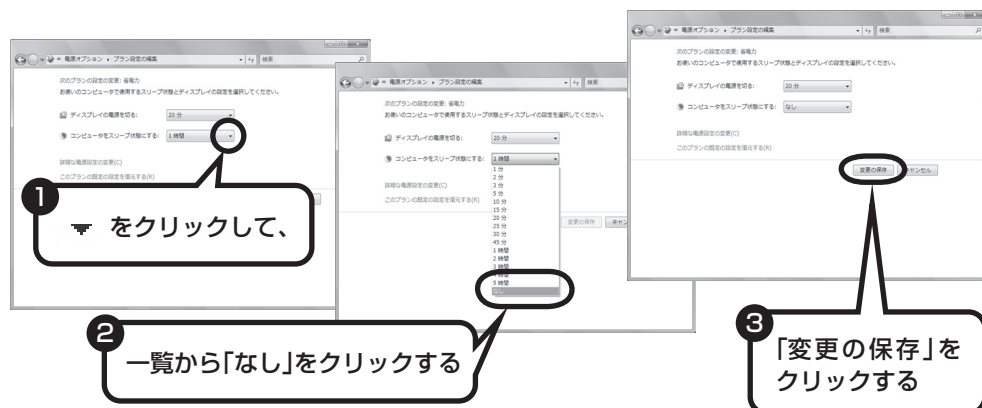 電源オプション ▸ プラン設定の編集
検索
次のプランの設定の変更: 省電力
お使いのコンピュータで使用するスリープ状態とディスプレイの設定を選択してください。
ディスプレイの電源を切る: 20 分
コンピュータをスリープ状態にする: 1 時間
詳細な電源設定の変更(C)
このプランの既定の設定を復元する(R)
❶
▼ をクリックして、
電源オプション ▸ プラン設定の編集
検索
次のプランの設定の変更: 省電力
お使いのコンピュータで使用するスリープ状態とディスプレイの設定を選択してください。
ディスプレイの電源を切る: 20 分
コンピュータをスリープ状態にする: 1 時間
1 分
2 分
3 分
5 分
10 分
15 分
20 分
25 分
30 分
45 分
1 時間
2 時間
3 時間
5 時間
なし
詳細な電源設定の変更(C)
このプランの既定の設定を復元する(R)
変更の保存
❷
一覧から「なし」をクリックする
電源オプション ▸ プラン設定の編集
検索
次のプランの設定の変更: 省電力
お使いのコンピュータで使用するスリープ状態とディスプレイの設定を選択してください。
ディスプレイの電源を切る: 20 分
コンピュータをスリープ状態にする: なし
詳細な電源設定の変更(C)
このプランの既定の設定を復元する(R)
変更の保存 キャンセル
❸
「変更の保存」を
クリックする